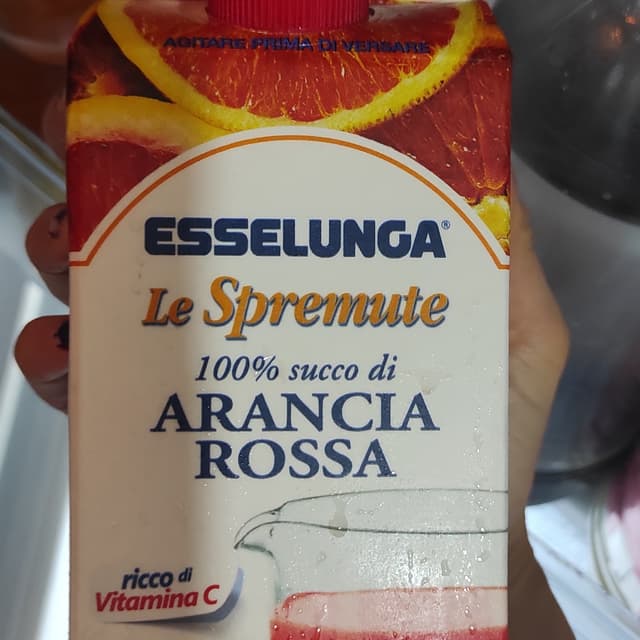 AGITARE PRIMA DI VERSARE
ESSELUNGA®
Le Spremute
100% succo di
ARANCIA
ROSSA
ricco di
Vitamina C